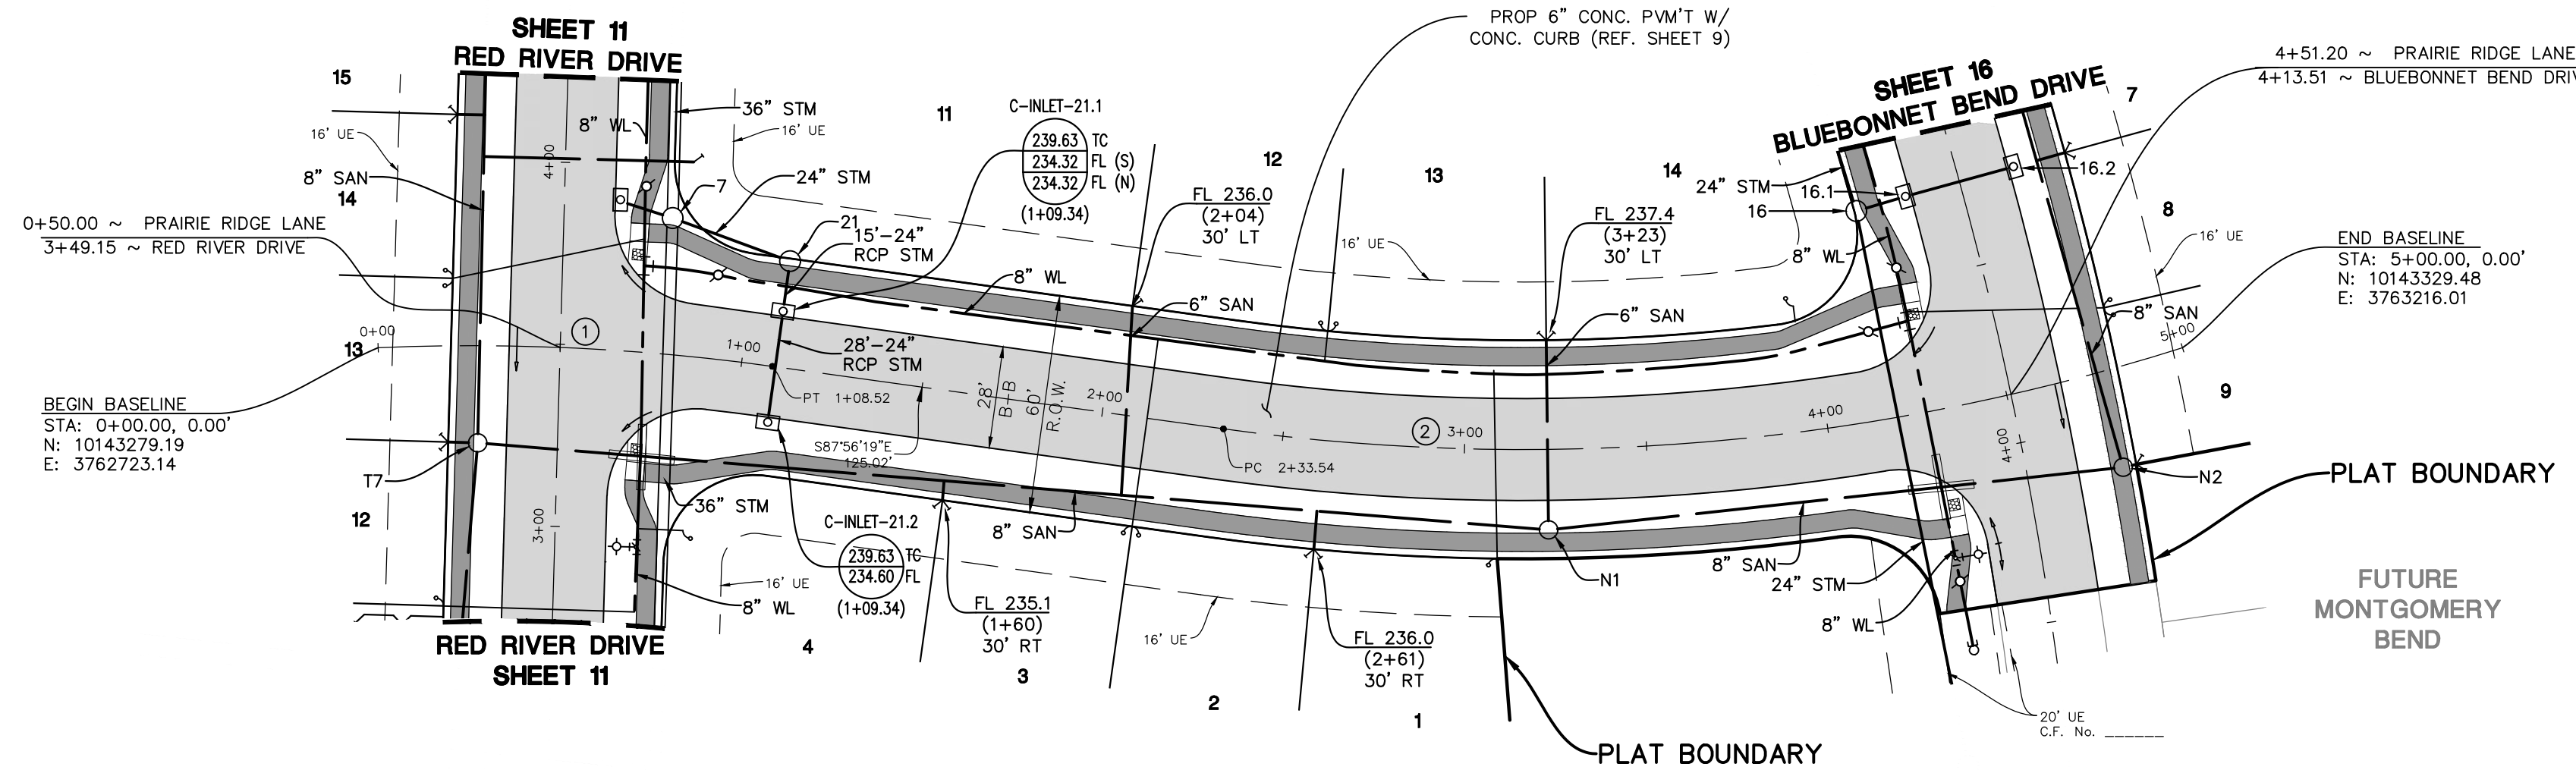 SHEET 11
RED RIVER DRIVE
PROP 6” CONC. PVM'T W/
CONC. CURB (REF. SHEET 9)
4+51.20 ~ PRAIRIE RIDGE LANE
4+13.51 ~ BLUEBONNET BEND DRIV
SHEET 16
BLUEBONNET BEND DRIVE
15
16' UE
8” WL
36” STM
16' UE
11
C-INLET-21.1
239.63 TC
234.32 FL (S)
234.32 FL (N)
(1+09.34)
12
13
14
7
4+00
8” SAN
14
7
24” STM
FL 236.0
(2+04)
30' LT
FL 237.4
(3+23)
30' LT
24” STM
16.1
16
16.2
8
0+50.00 ~ PRAIRIE RIDGE LANE
3+49.15 ~ RED RIVER DRIVE
21
15'-24”
RCP STM
16' UE
8” WL
16' UE
END BASELINE
STA: 5+00.00, 0.00'
N: 10143329.48
E: 3763216.01
8” WL
6” SAN
6” SAN
8” SAN
5+00
0+00
1
13
1+00
28'-24”
RCP STM
PT 1+08.52
28'
B-B
60'
R.O.W.
2+00
BEGIN BASELINE
STA: 0+00.00, 0.00'
N: 10143279.19
E: 3762723.14
S87°56'19”E
125.02'
PC 2+33.54
2
3+00
4+00
4+00
9
T7
N2
PLAT BOUNDARY
12
3+00
36” STM
C-INLET-21.2
239.63 TC
234.60 FL
(1+09.34)
8” SAN
8” SAN
N1
24” STM
16' UE
8” WL
FL 235.1
(1+60)
30' RT
16' UE
FL 236.0
(2+61)
30' RT
8” WL
FUTURE
MONTGOMERY
BEND
RED RIVER DRIVE
SHEET 11
4
3
2
1
20' UE
C.F. No. ______
PLAT BOUNDARY